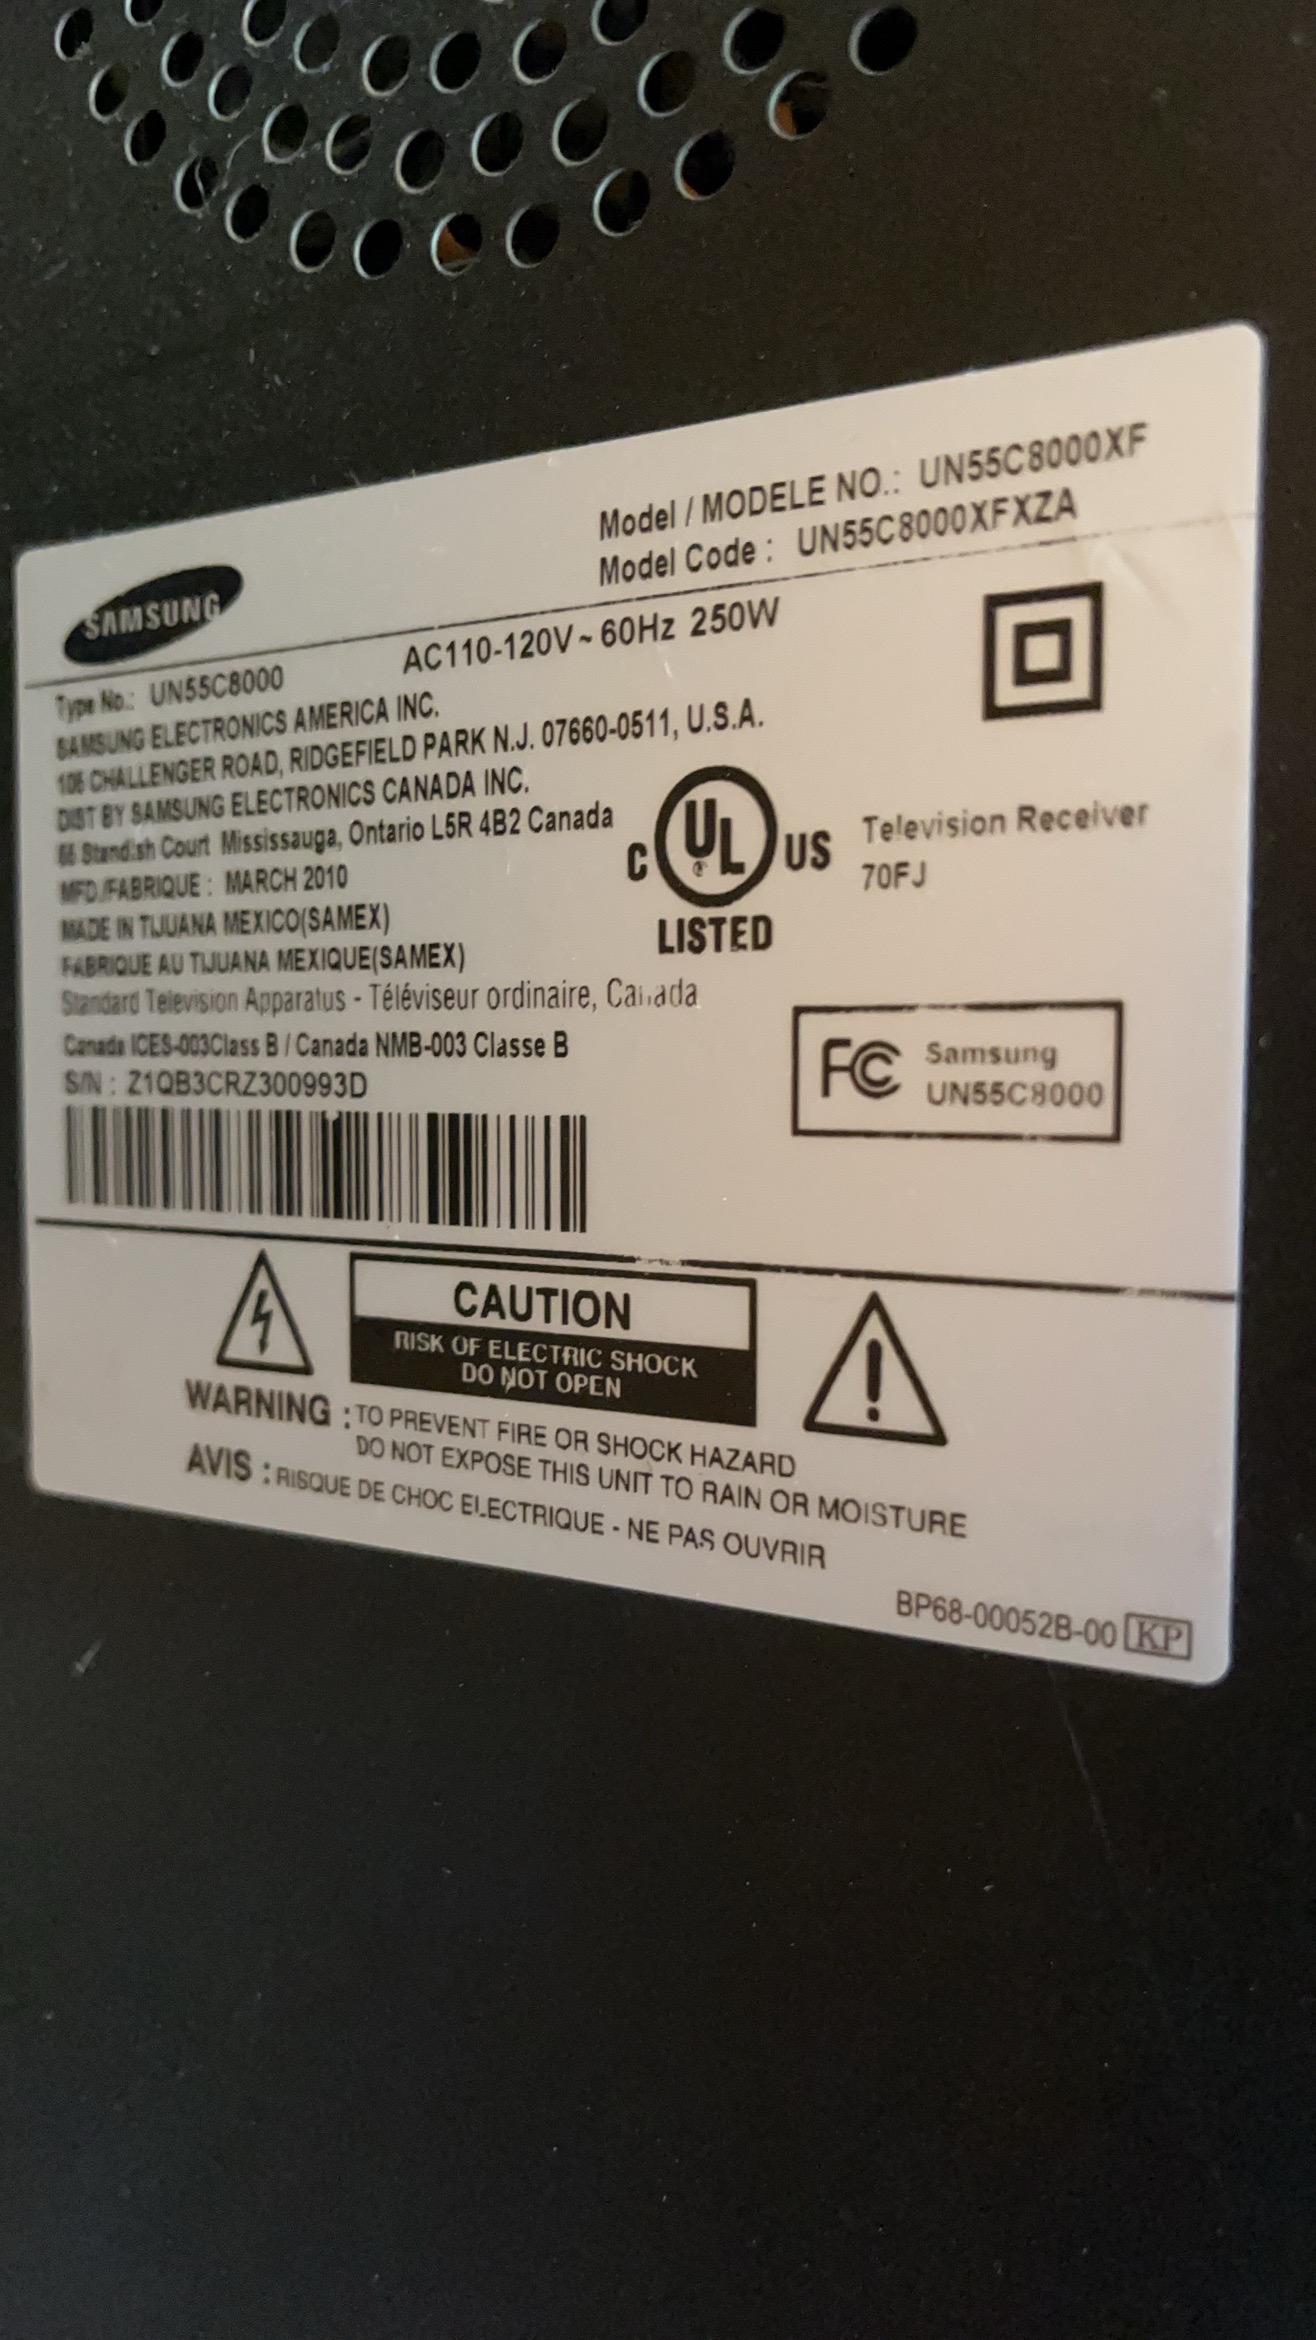 Model / MODELE NO.: UN55C8000XF
Model Code : UN55C8000XFXZA
SAMSUNG
AC110-120V ~ 60Hz 250W
Type No.: UN55C8000
SAMSUNG ELECTRONICS AMERICA INC.
105 CHALLENGER ROAD, RIDGEFIELD PARK N.J. 07660-0511, U.S.A.
DIST BY SAMSUNG ELECTRONICS CANADA INC.
55 Standish Court Mississauga, Ontario L5R 4B2 Canada
MFD./FABRIQUE : MARCH 2010
MADE IN TIJUANA MEXICO(SAMEX)
FABRIQUE AU TIJUANA MEXIQUE(SAMEX)
Standard Television Apparatus - Téléviseur ordinaire, Canada
Canada ICES-003Class B / Canada NMB-003 Classe B
S/N : Z1QB3CRZ300993D
C UL ® US
LISTED
Television Receiver
70FJ
FC Samsung
UN55C8000
CAUTION
RISK OF ELECTRIC SHOCK
DO NOT OPEN
WARNING : TO PREVENT FIRE OR SHOCK HAZARD
DO NOT EXPOSE THIS UNIT TO RAIN OR MOISTURE
AVIS : RISQUE DE CHOC ELECTRIQUE - NE PAS OUVRIR
BP68-00052B-00 KP